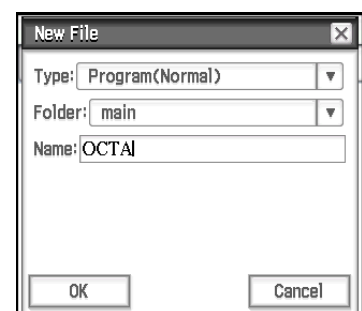 New File
Type: Program(Normal)
Folder: main
Name: OCTA
OK Cancel